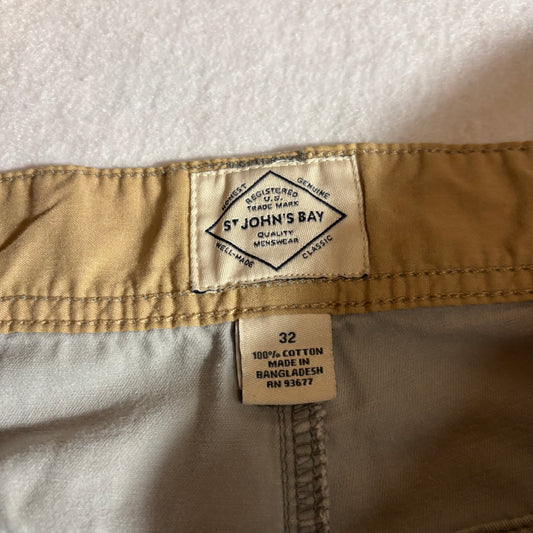 HONEST
GENUINE
REGISTERED
U.S.
TRADE MARK
ST JOHN'S BAY
QUALITY
MENSWEAR
WELL-MADE
CLASSIC
32
100% COTTON
MADE IN
BANGLADESH
RN 93677